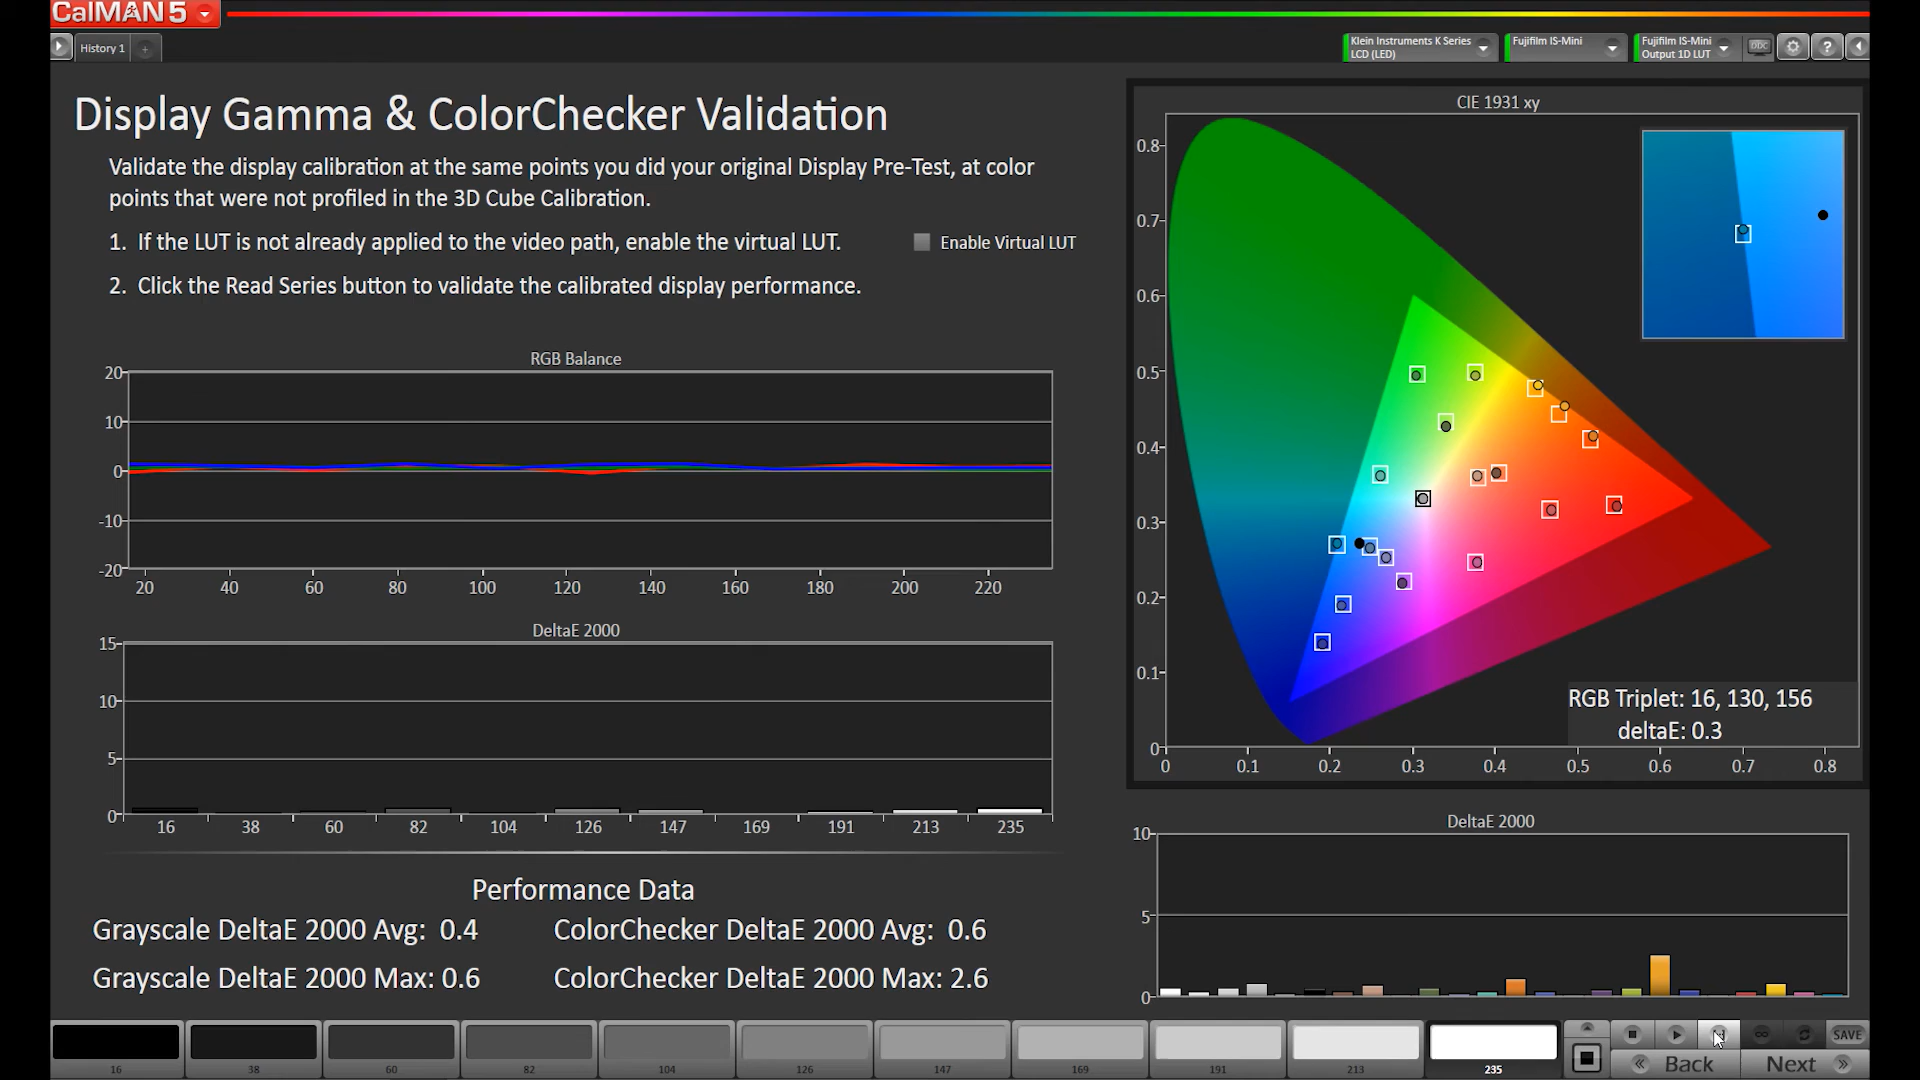 CalMAN 5
History 1
Klein Instruments K Series
LCD (LED)
Fujifilm IS-Mini
Fujifilm IS-Mini
Output 1D LUT
DDC
?
Display Gamma & ColorChecker Validation
Validate the display calibration at the same points you did your original Display Pre-Test, at color
points that were not profiled in the 3D Cube Calibration.
1. If the LUT is not already applied to the video path, enable the virtual LUT.
Enable Virtual LUT
2. Click the Read Series button to validate the calibrated display performance.
RGB Balance
20
10
0
-10
-20
20 40 60 80 100 120 140 160 180 200 220
DeltaE 2000
15
10
5
0
16 38 60 82 104 126 147 169 191 213 235
Performance Data
Grayscale DeltaE 2000 Avg: 0.4
ColorChecker DeltaE 2000 Avg: 0.6
Grayscale DeltaE 2000 Max: 0.6
ColorChecker DeltaE 2000 Max: 2.6
CIE 1931 xy
0.8
0.7
0.6
0.5
0.4
0.3
0.2
0.1
0
0 0.1 0.2 0.3 0.4 0.5 0.6 0.7 0.8
RGB Triplet: 16, 130, 156
deltaE: 0.3
DeltaE 2000
10
5
0
16 38 60 82 104 126 147 169 191 213 235
SAVE
Back
Next